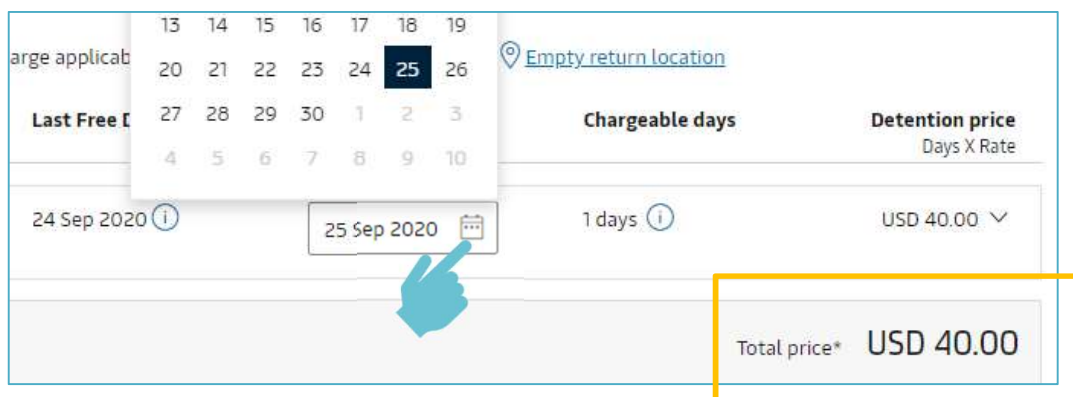 13 14 15 16 17 18 19
arge applicab
20 21 22 23 24 25 26
Empty return location
27 28 29 30 1 2 3
Last Free D
Chargeable days
Detention price
Days X Rate
4 5 6 7 8 9 10
24 Sep 2020
25 Sep 2020
1 days
USD 40.00
Total price* USD 40.00